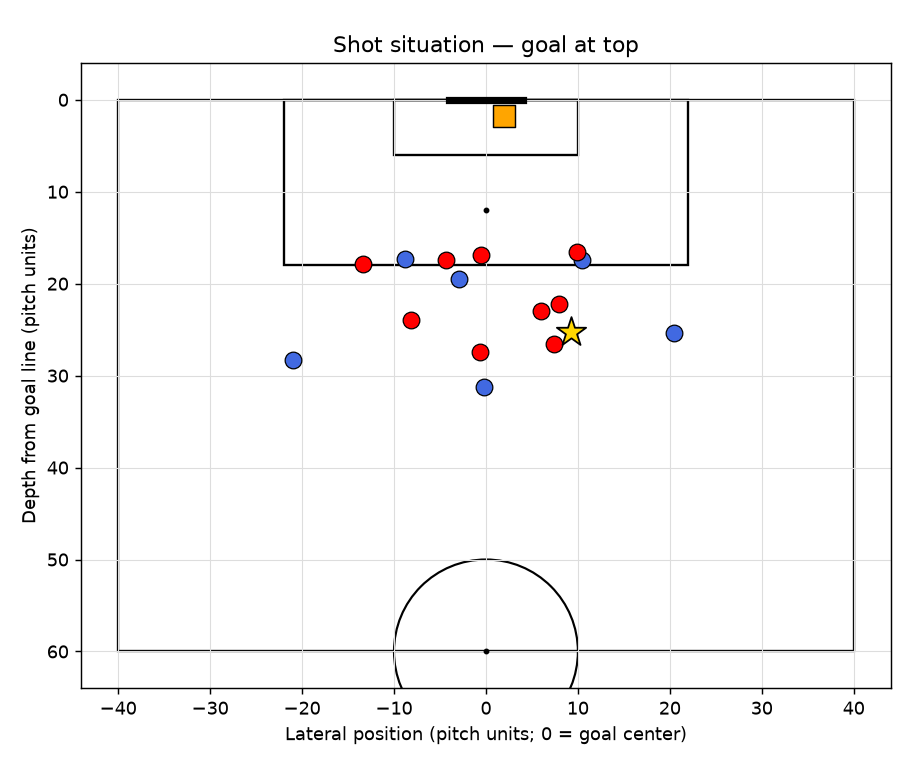 Shot situation — goal at top
Depth from goal line (pitch units)
0
10
20
30
40
50
60
−40 −30 −20 −10 0 10 20 30 40
Lateral position (pitch units; 0 = goal center)